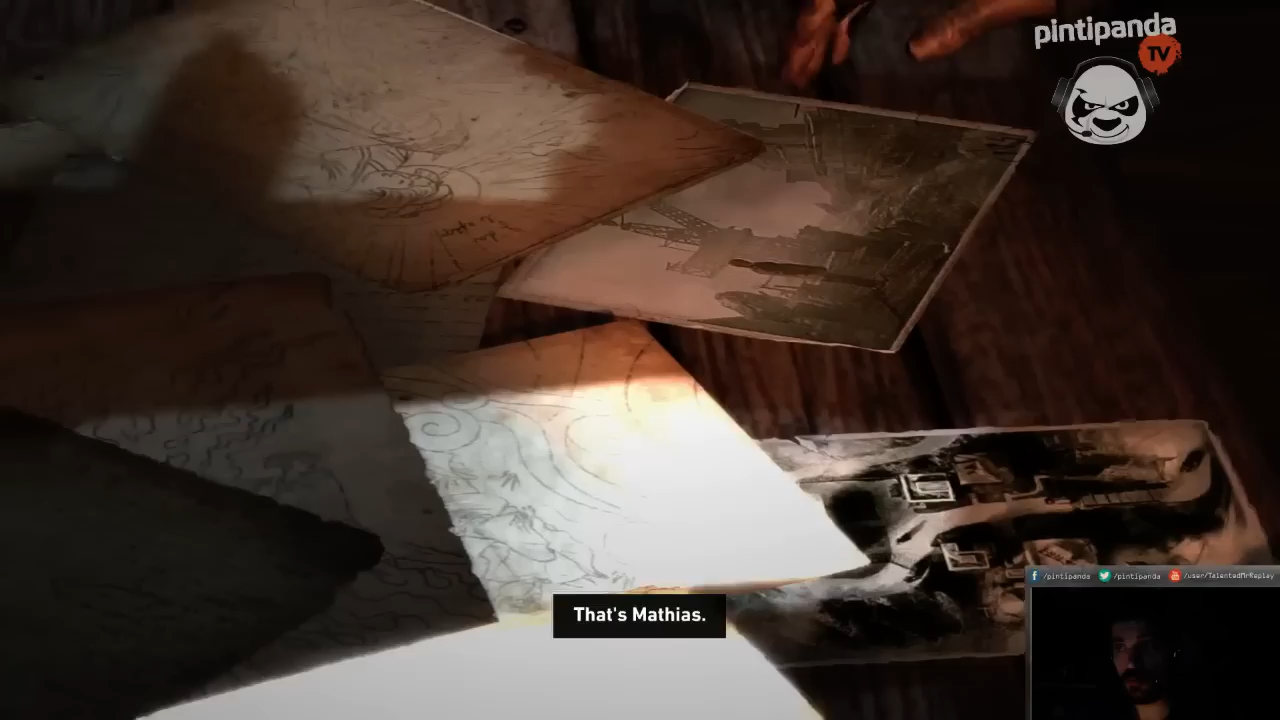 pintipanda
TV
That's Mathias.
/pintipanda
/pintipanda
/user/TalentedMrReplay